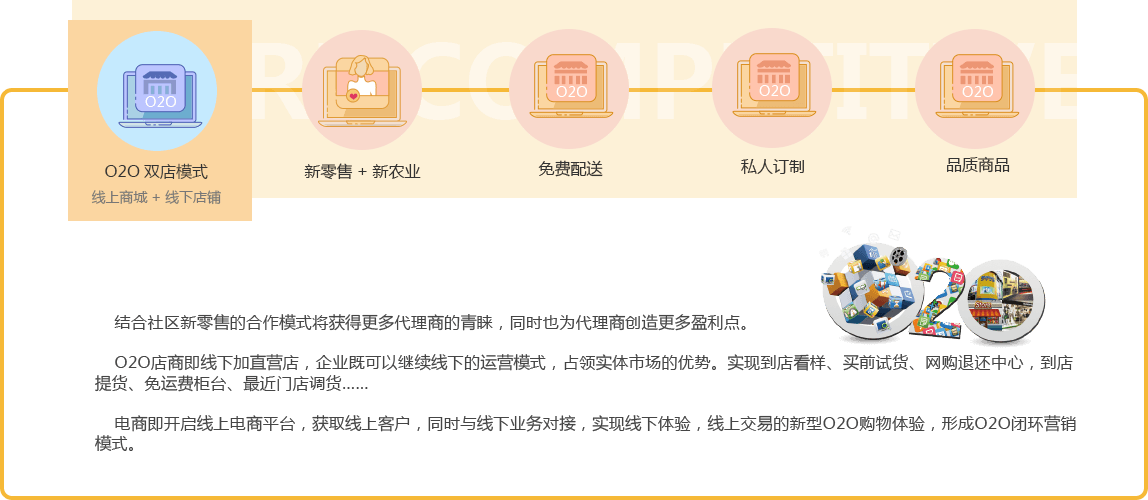 R COMPETITIVE
O2O
O2O
O2O
O2O
O2O 双店模式
新零售 + 新农业
免费配送
私人订制
品质商品
线上商城 + 线下店铺
O2O
结合社区新零售的合作模式将获得更多代理商的青睐，同时也为代理商创造更多盈利点。
O2O店商即线下加直营店，企业既可以继续线下的运营模式，占领实体市场的优势。实现到店看样、买前试货、网购退还中心，到店
提货、免运费柜台、最近门店调货......
电商即开启线上电商平台，获取线上客户，同时与线下业务对接，实现线下体验，线上交易的新型O2O购物体验，形成O2O闭环营销
模式。